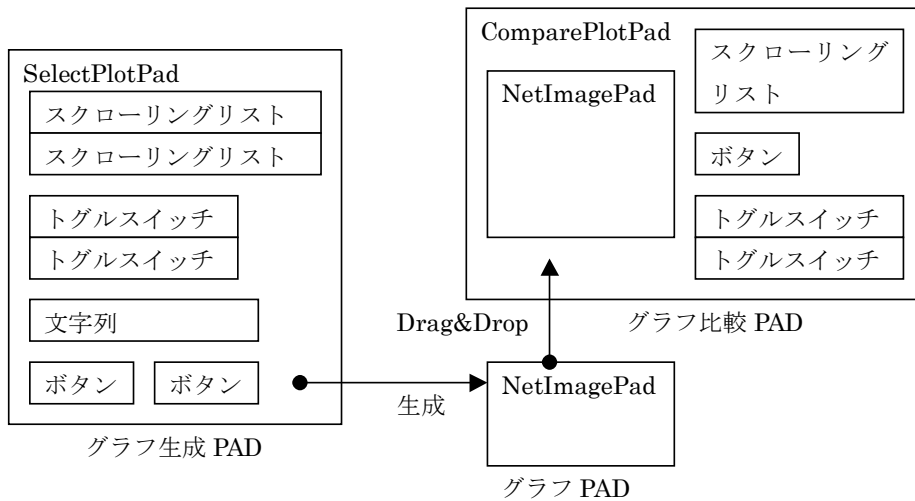 SelectPlotPad
スクローリングリスト
スクローリングリスト
トグルスイッチ
トグルスイッチ
文字列
ボタン
ボタン
グラフ生成 PAD
生成
ComparePlotPad
NetImagePad
スクローリング
リスト
ボタン
トグルスイッチ
トグルスイッチ
Drag&Drop
グラフ比較 PAD
NetImagePad
グラフ PAD